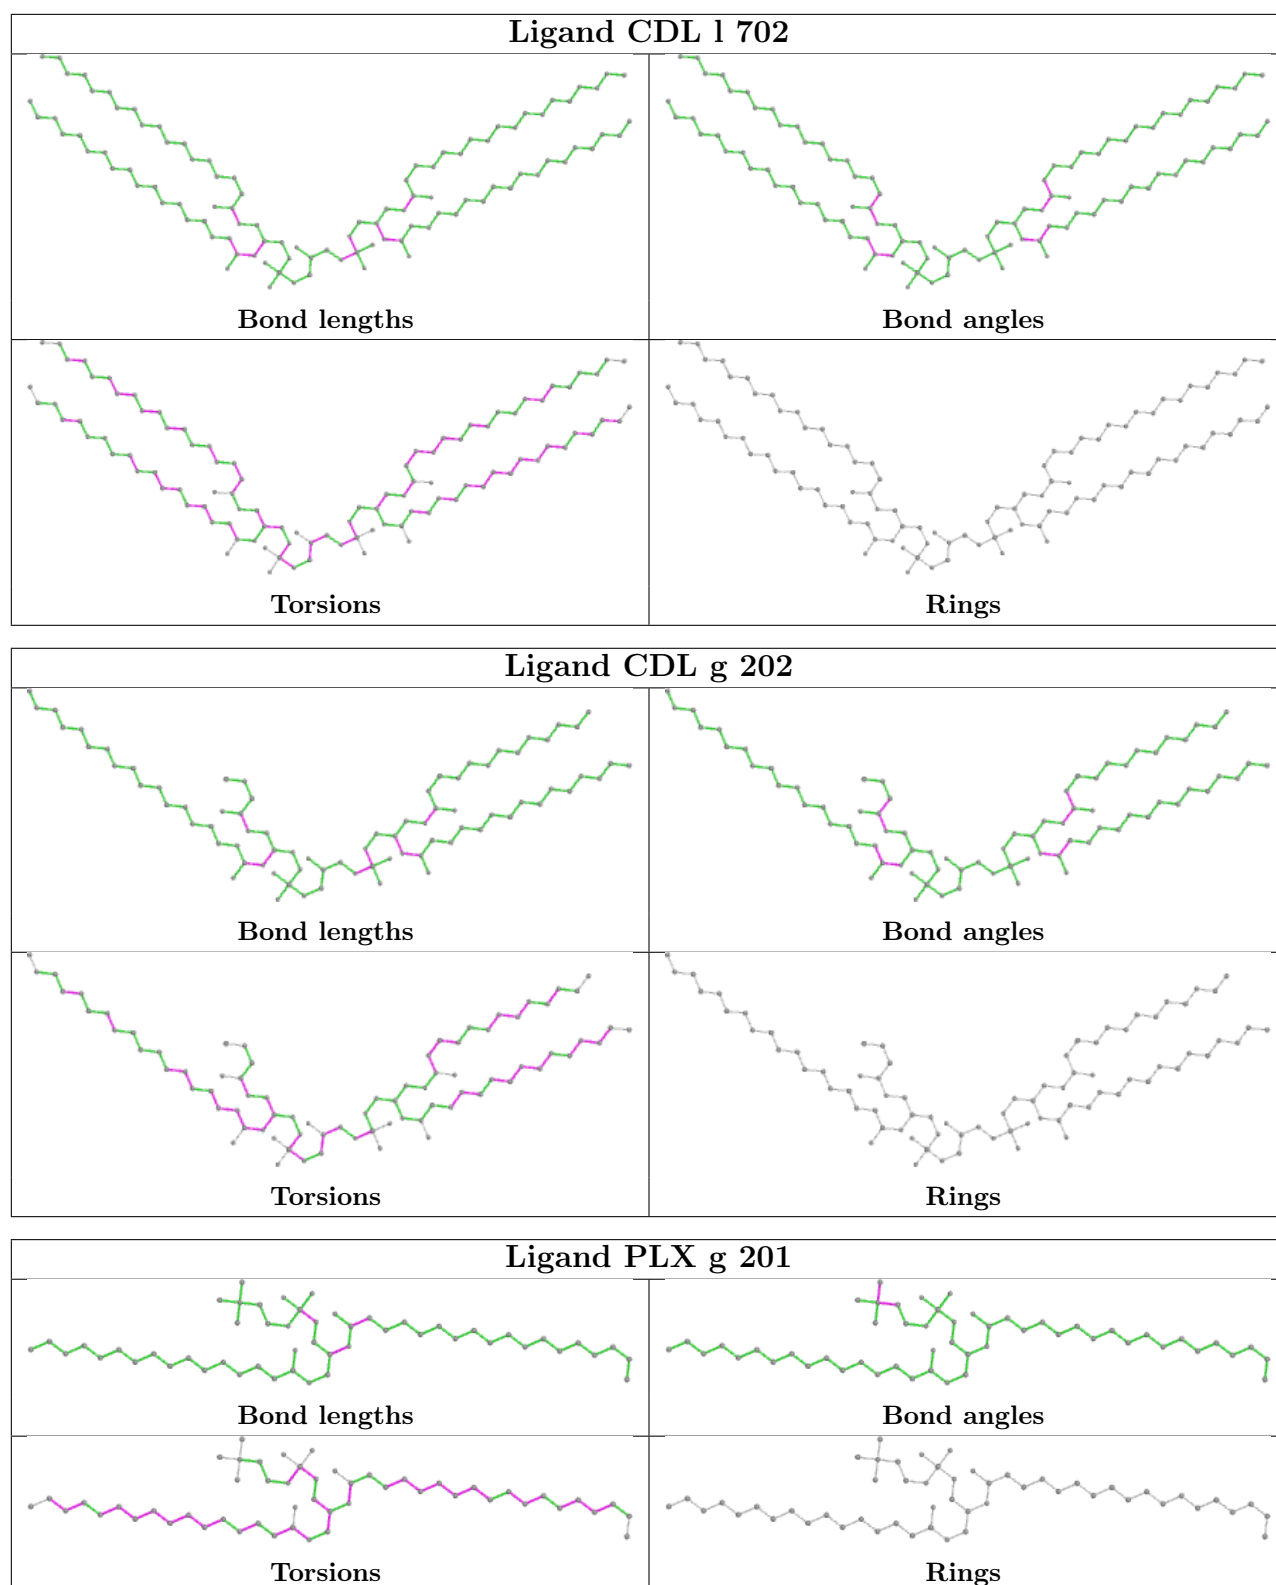 Ligand CDL l 702
Bond lengths
Bond angles
Torsions
Rings
Ligand CDL g 202
Bond lengths
Bond angles
Torsions
Rings
Ligand PLX g 201
Bond lengths
Bond angles
Torsions
Rings